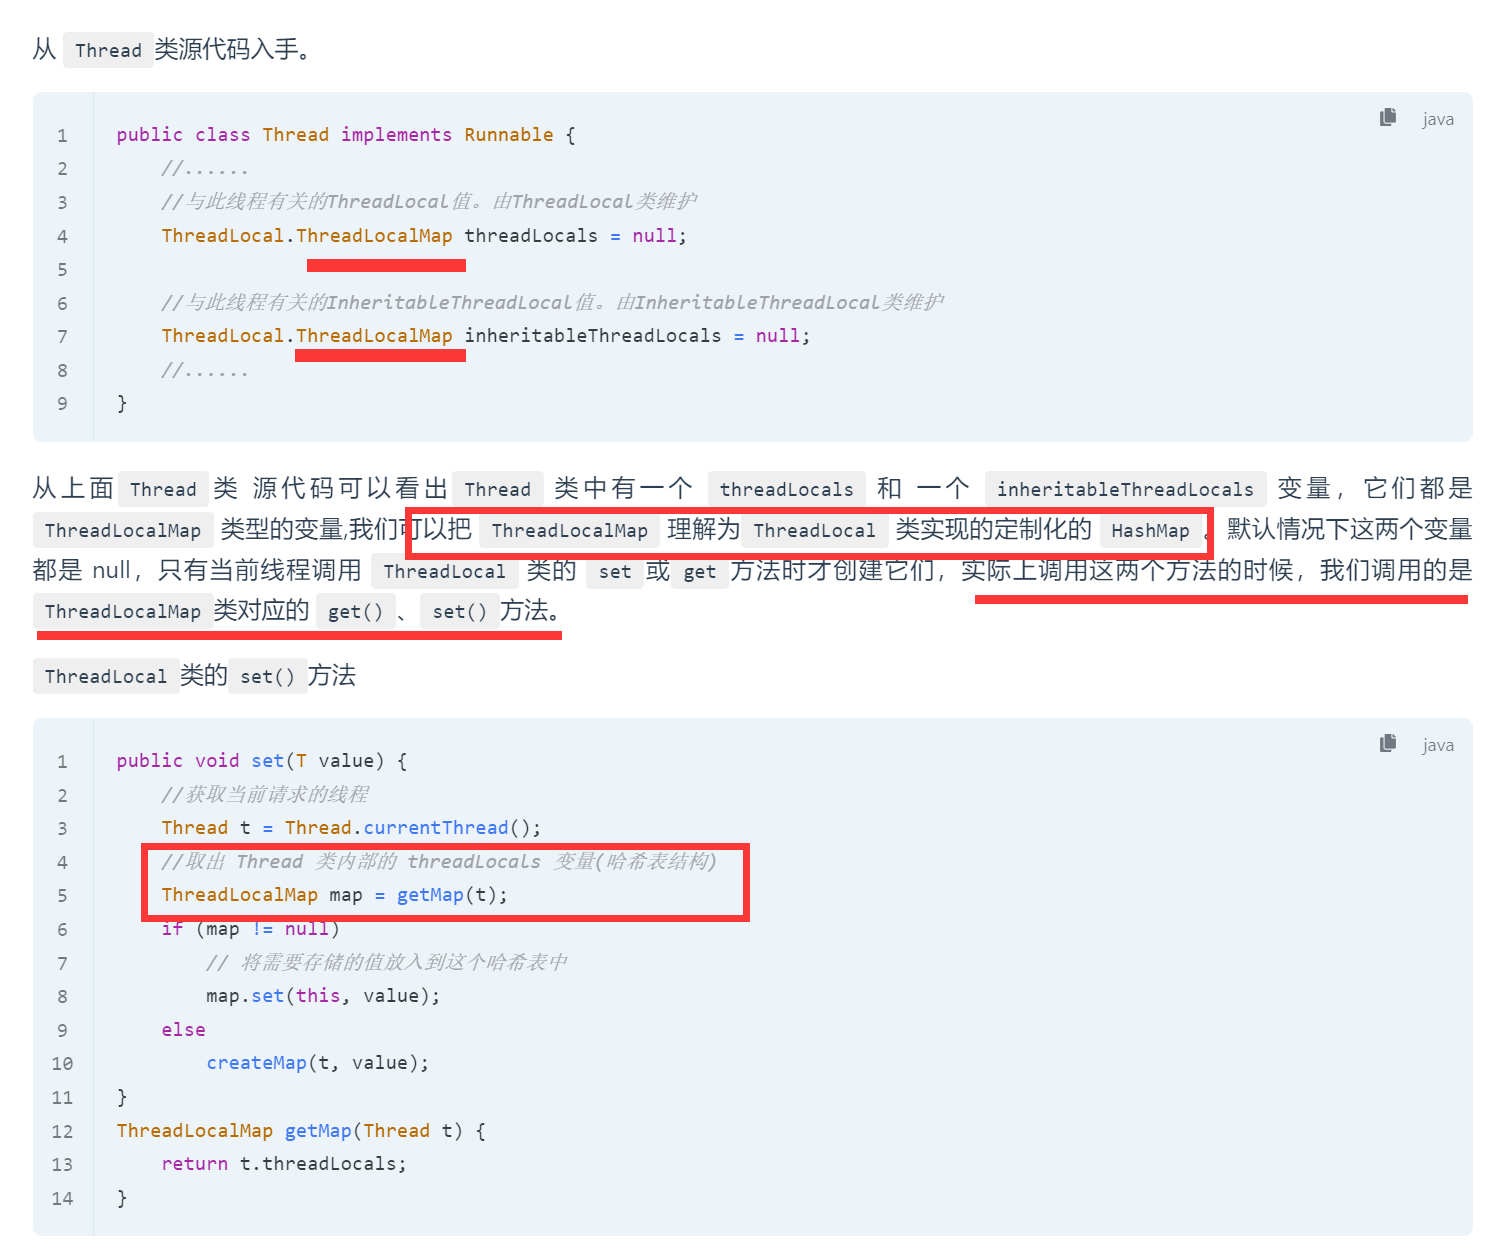 从 Thread 类源代码入手。
java
1 public class Thread implements Runnable {
2 //......
3 //与此线程有关的ThreadLocal值。由ThreadLocal类维护
4 ThreadLocal.ThreadLocalMap threadLocals = null;
5
6 //与此线程有关的InheritableThreadLocal值。由InheritableThreadLocal类维护
7 ThreadLocal.ThreadLocalMap inheritableThreadLocals = null;
8 //......
9 }
从上面 Thread 类 源代码可以看出 Thread 类中有一个 threadLocals 和 一个 inheritableThreadLocals 变量，它们都是
ThreadLocalMap 类型的变量,我们可以把 ThreadLocalMap 理解为 ThreadLocal 类实现的定制化的 HashMap 。默认情况下这两个变量
都是 null，只有当前线程调用 ThreadLocal 类的 set 或 get 方法时才创建它们，实际上调用这两个方法的时候，我们调用的是
ThreadLocalMap 类对应的 get() 、 set() 方法。
ThreadLocal 类的 set() 方法
java
1 public void set(T value) {
2 //获取当前请求的线程
3 Thread t = Thread.currentThread();
4 //取出 Thread 类内部的 threadLocals 变量(哈希表结构)
5 ThreadLocalMap map = getMap(t);
6 if (map != null)
7 // 将需要存储的值放入到这个哈希表中
8 map.set(this, value);
9 else
10 createMap(t, value);
11 }
12 ThreadLocalMap getMap(Thread t) {
13 return t.threadLocals;
14 }